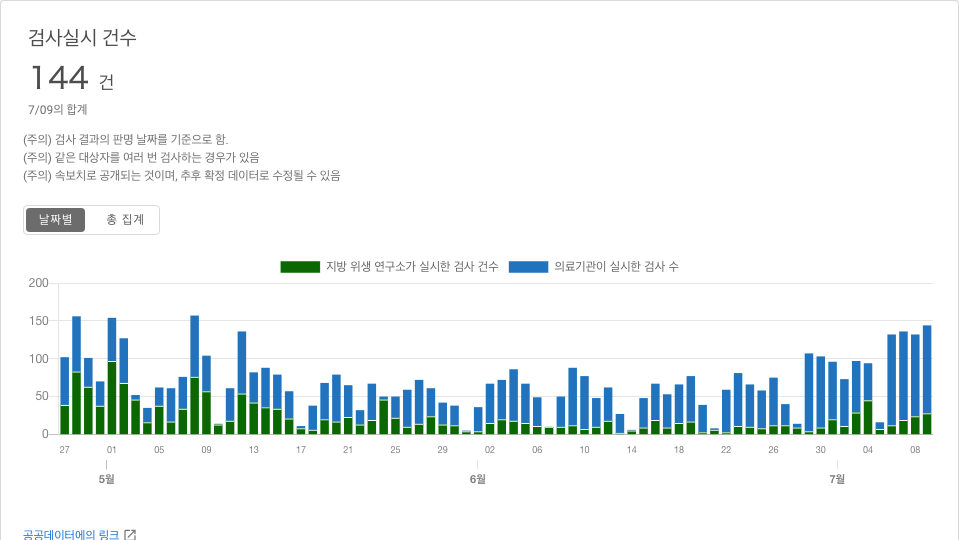 검사실시 건수
144 건
7/09의 합계
(주의) 검사 결과의 판명 날짜를 기준으로 함.
(주의) 같은 대상자를 여러 번 검사하는 경우가 있음
(주의) 속보치로 공개되는 것이며, 추후 확정 데이터로 수정될 수 있음
날짜별 총 집계
지방 위생 연구소가 실시한 검사 건수 의료기관이 실시한 검사 수
200
150
100
50
0
27 01 05 09 13 17 21 25 29 02 06 10 14 18 22 26 30 04 08
5월 6월 7월
공공데이터에의 링크